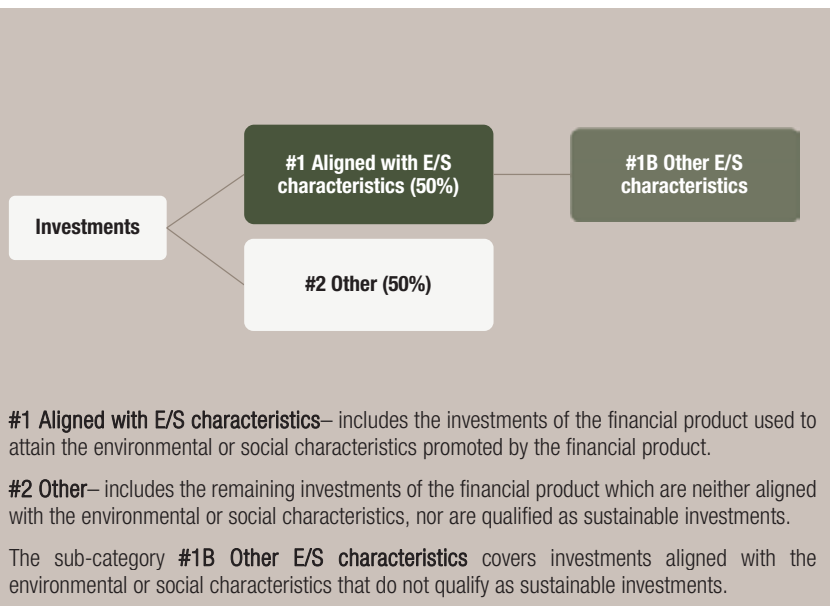 #1 Aligned with E/S
characteristics (50%)
#1B Other E/S
characteristics
Investments
#2 Other (50%)
#1 Aligned with E/S characteristics– includes the investments of the financial product used to
attain the environmental or social characteristics promoted by the financial product.
#2 Other– includes the remaining investments of the financial product which are neither aligned
with the environmental or social characteristics, nor are qualified as sustainable investments.
The sub-category #1B Other E/S characteristics covers investments aligned with the
environmental or social characteristics that do not qualify as sustainable investments.